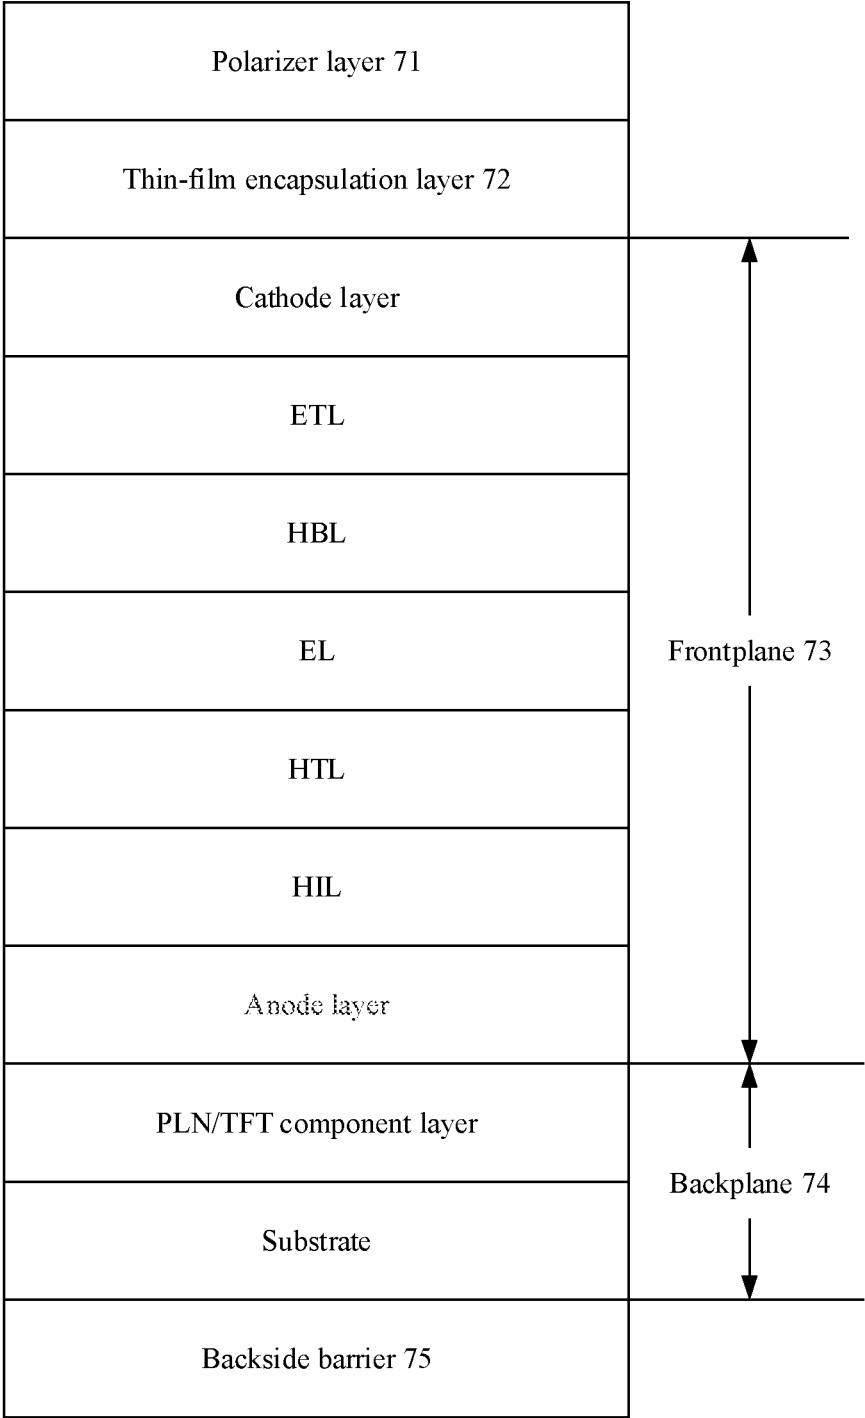 Polarizer layer 71
Thin-film encapsulation layer 72
Cathode layer
ETL
HBL
EL
Frontplane 73
HTL
HIL
Anode layer
PLN/TFT component layer
Backplane 74
Substrate
Backside barrier 75